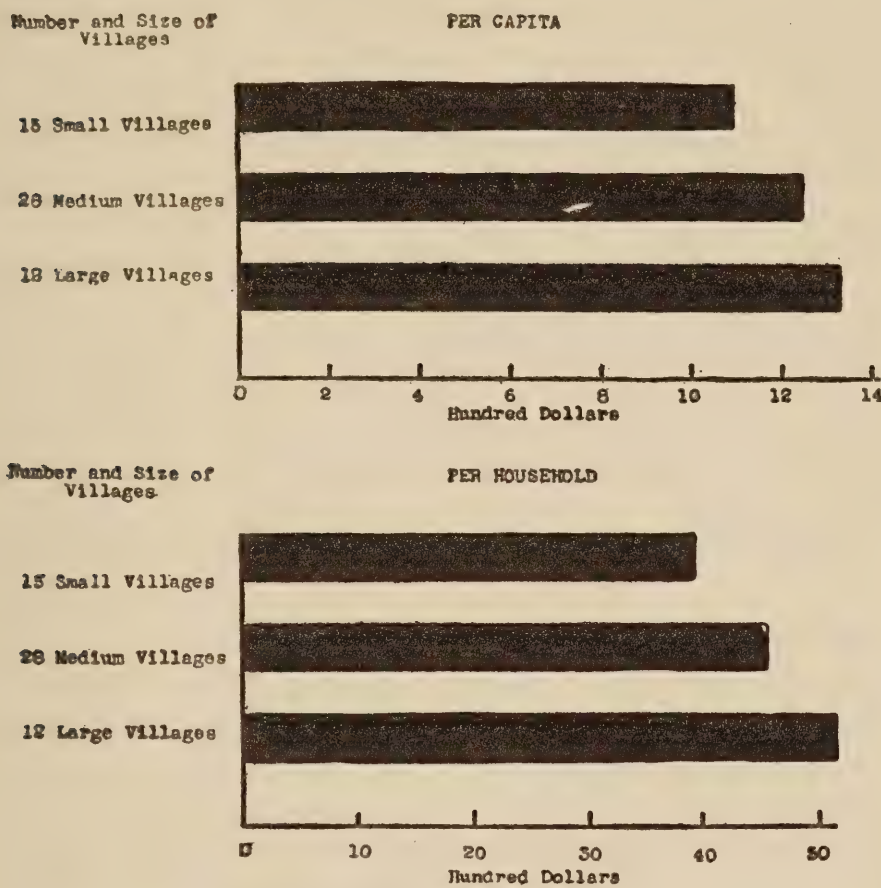 Number and Size of
Villages
PER CAPITA
15 Small Villages
28 Medium Villages
12 Large Villages
0 2 4 6 8 10 12 14
Hundred Dollars
Number and Size of
Villages
PER HOUSEHOLD
15 Small Villages
28 Medium Villages
12 Large Villages
0 10 20 30 40 50
Hundred Dollars